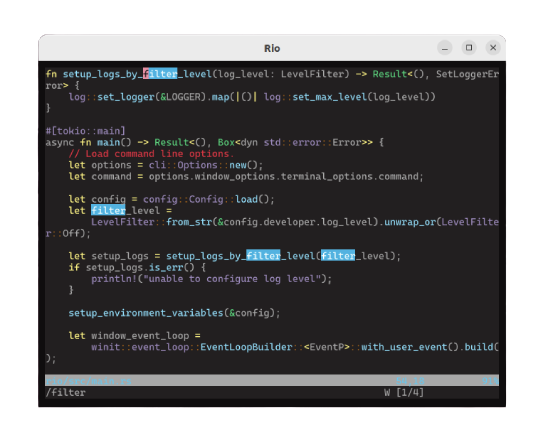 Rio
fn setup_logs_by_filter_level(log_level: LevelFilter) -> Result<(), SetLoggerEr
ror> {
    log::set_logger(&LOGGER).map(|()| log::set_max_level(log_level))
}
#[tokio::main]
async fn main() -> Result<(), Box<dyn std::error::Error>> {
    // Load command line options.
    let options = cli::Options::new();
    let command = options.window_options.terminal_options.command;
    let config = config::Config::load();
    let filter_level =
        LevelFilter::from_str(&config.developer.log_level).unwrap_or(LevelFilte
r::Off);
    let setup_logs = setup_logs_by_filter_level(filter_level);
    if setup_logs.is_err() {
        println!("unable to configure log level");
    }
    setup_environment_variables(&config);
    let window_event_loop =
        winit::event_loop::EventLoopBuilder::<EventP>::with_user_event().build(
);
/filter W [1/4]